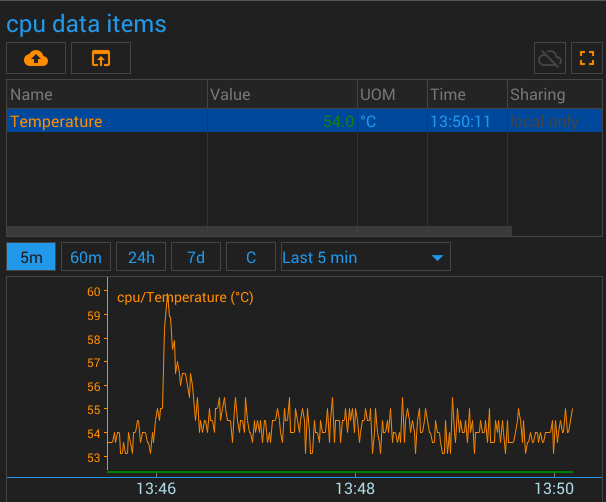 cpu data items
Name Value UOM Time Sharing
Temperature 54.0 °C 13:50:11 local only
5m 60m 24h 7d C Last 5 min
cpu/Temperature (°C)
60
59
58
57
56
55
54
53
13:46 13:48 13:50